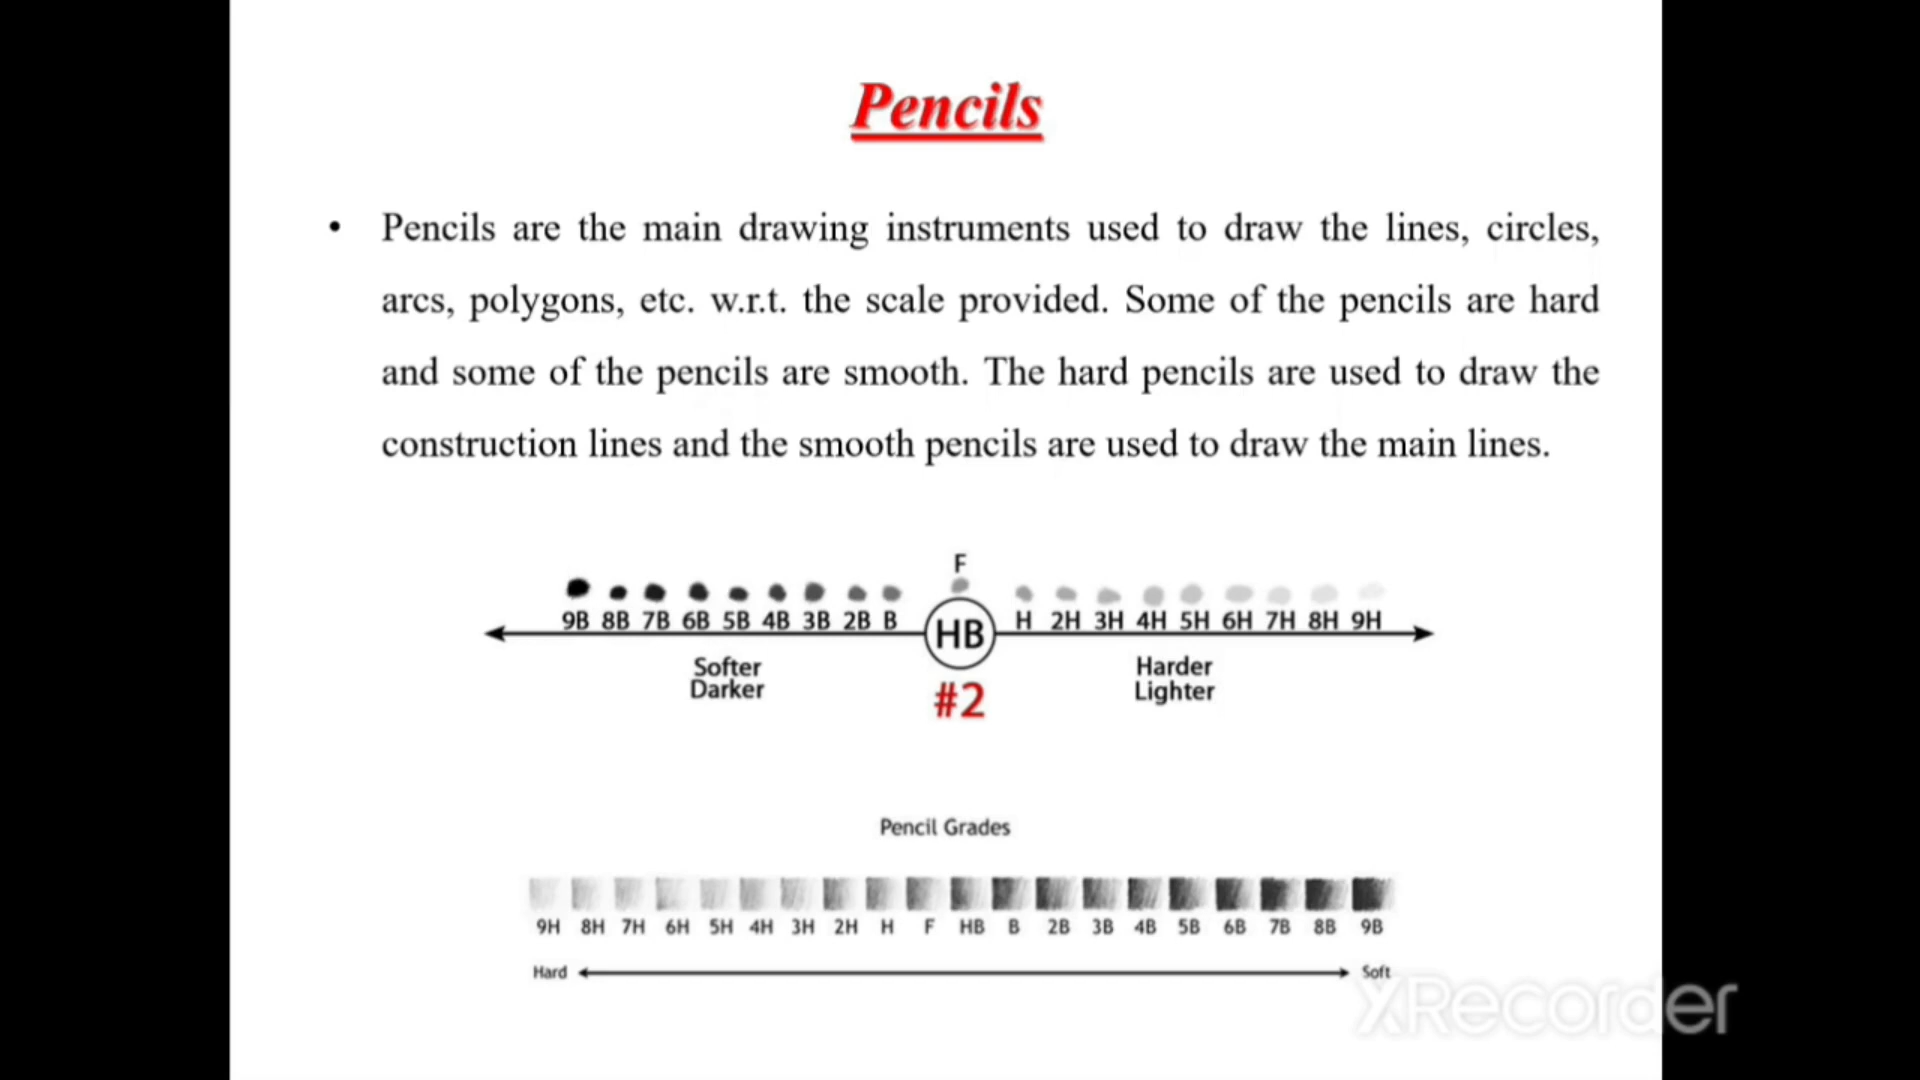 Pencils
• Pencils are the main drawing instruments used to draw the lines, circles,
arcs, polygons, etc. w.r.t. the scale provided. Some of the pencils are hard
and some of the pencils are smooth. The hard pencils are used to draw the
construction lines and the smooth pencils are used to draw the main lines.
F
9B 8B 7B 6B 5B 4B 3B 2B B HB H 2H 3H 4H 5H 6H 7H 8H 9H
Softer
Darker
#2
Harder
Lighter
Pencil Grades
9H 8H 7H 6H 5H 4H 3H 2H H F HB B 2B 3B 4B 5B 6B 7B 8B 9B
Hard Soft
XRecorder